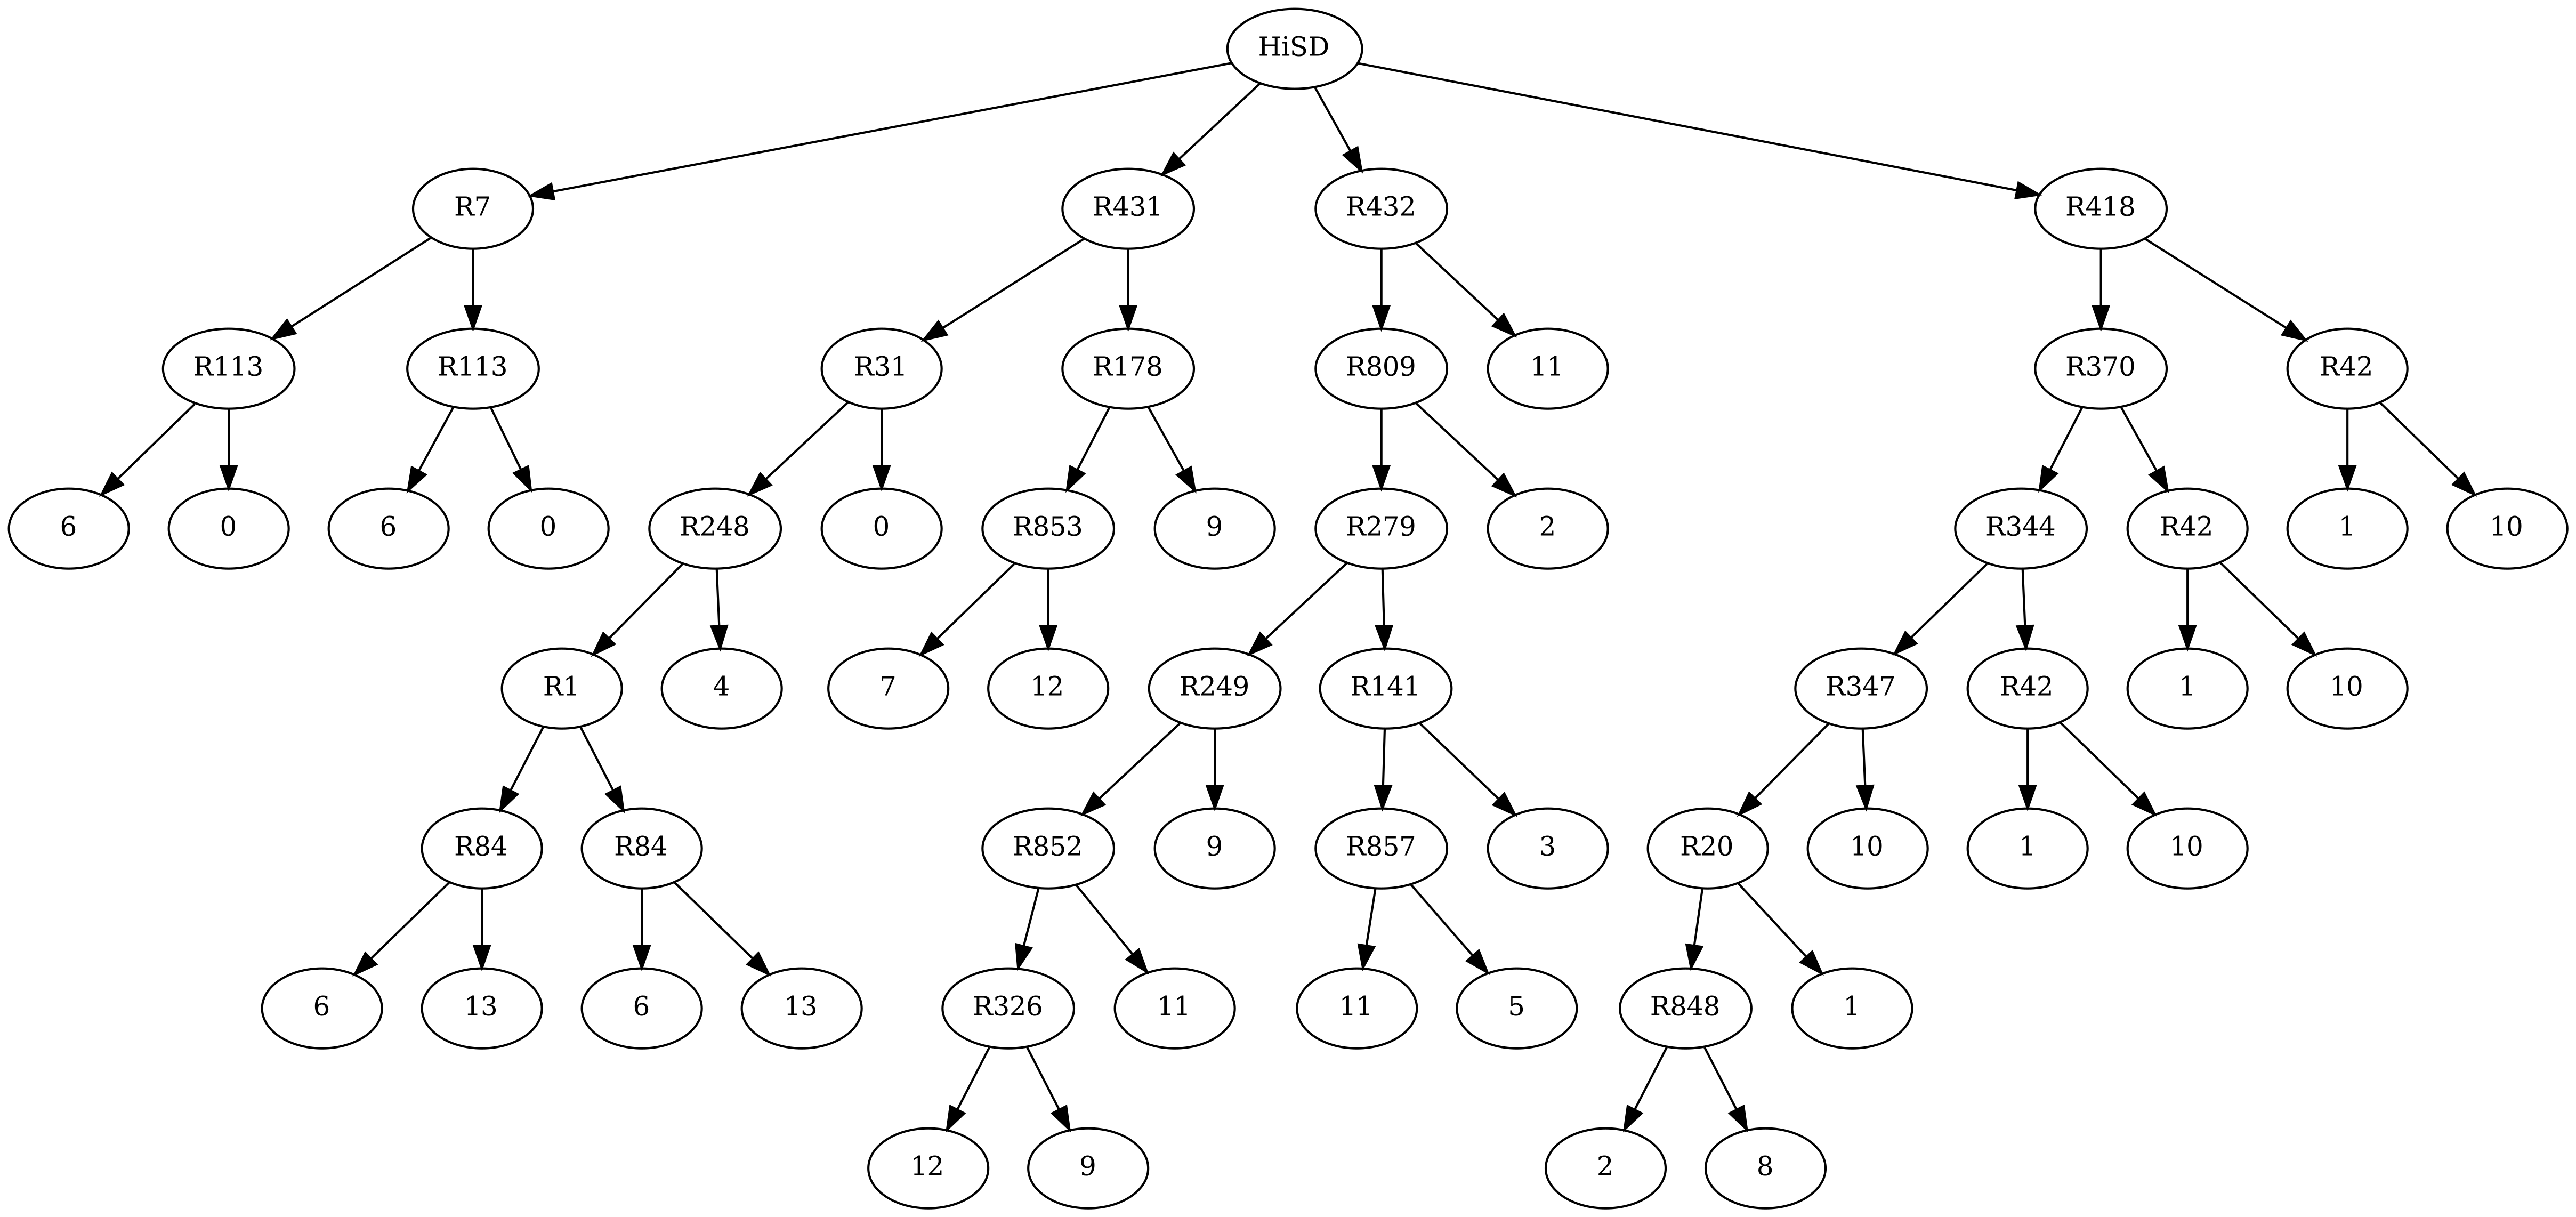 HiSD
R7 R431 R432 R418
R113 R113 R31 R178 R809 11 R370 R42
6 0 6 0 R248 0 R853 9 R279 2 R344 R42 1 10
R1 4 7 12 R249 R141 R347 R42 1 10
R84 R84 R852 9 R857 3 R20 10 1 10
6 13 6 13 R326 11 11 5 R848 1
12 9 2 8